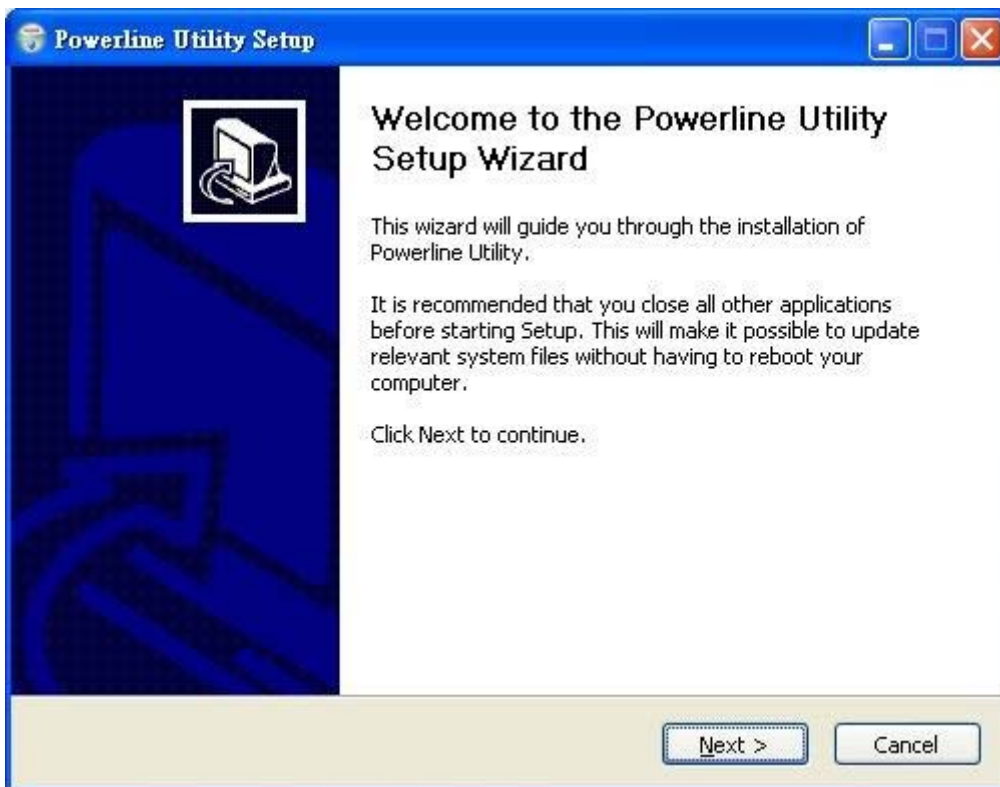 Powerline Utility Setup
Welcome to the Powerline Utility
Setup Wizard
This wizard will guide you through the installation of
Powerline Utility.
It is recommended that you close all other applications
before starting Setup. This will make it possible to update
relevant system files without having to reboot your
computer.
Click Next to continue.
Next >
Cancel